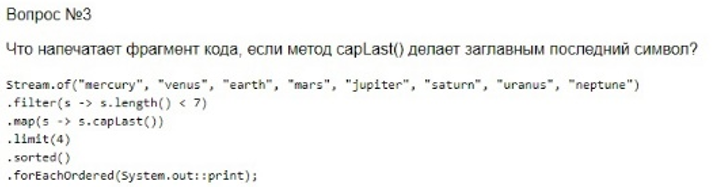 Вопрос №3
Что напечатает фрагмент кода, если метод capLast() делает заглавным последний символ?
Stream.of("mercury", "venus", "earth", "mars", "jupiter", "saturn", "uranus", "neptune")
.filter(s -> s.length() < 7)
.map(s -> s.capLast())
.limit(4)
.sorted()
.forEachOrdered(System.out::print);